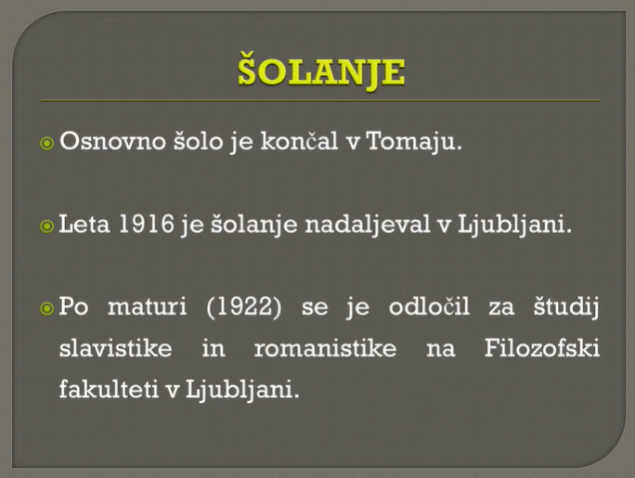 ŠOLANJE
Osnovno šolo je končal v Tomaju.
Leta 1916 je šolanje nadaljeval v Ljubljani.
Po maturi (1922) se je odločil za študij
slavistike in romanistike na Filozofski
fakulteti v Ljubljani.